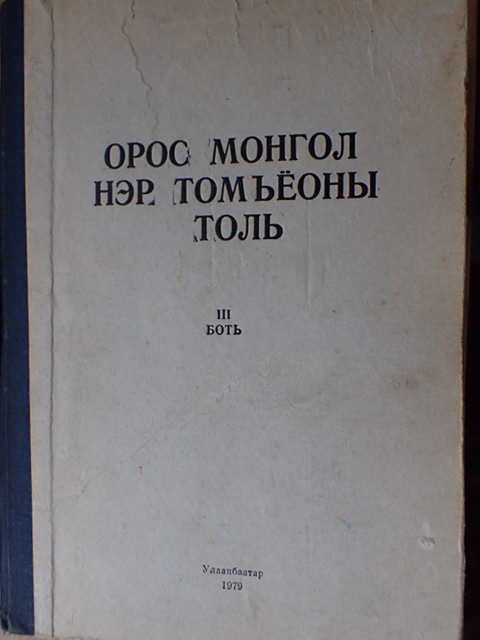 ОРОС МОНГОЛ
НЭР ТОМЪЁОНЫ
ТОЛЬ
III
БОТЬ
Улаанбаатар
1979